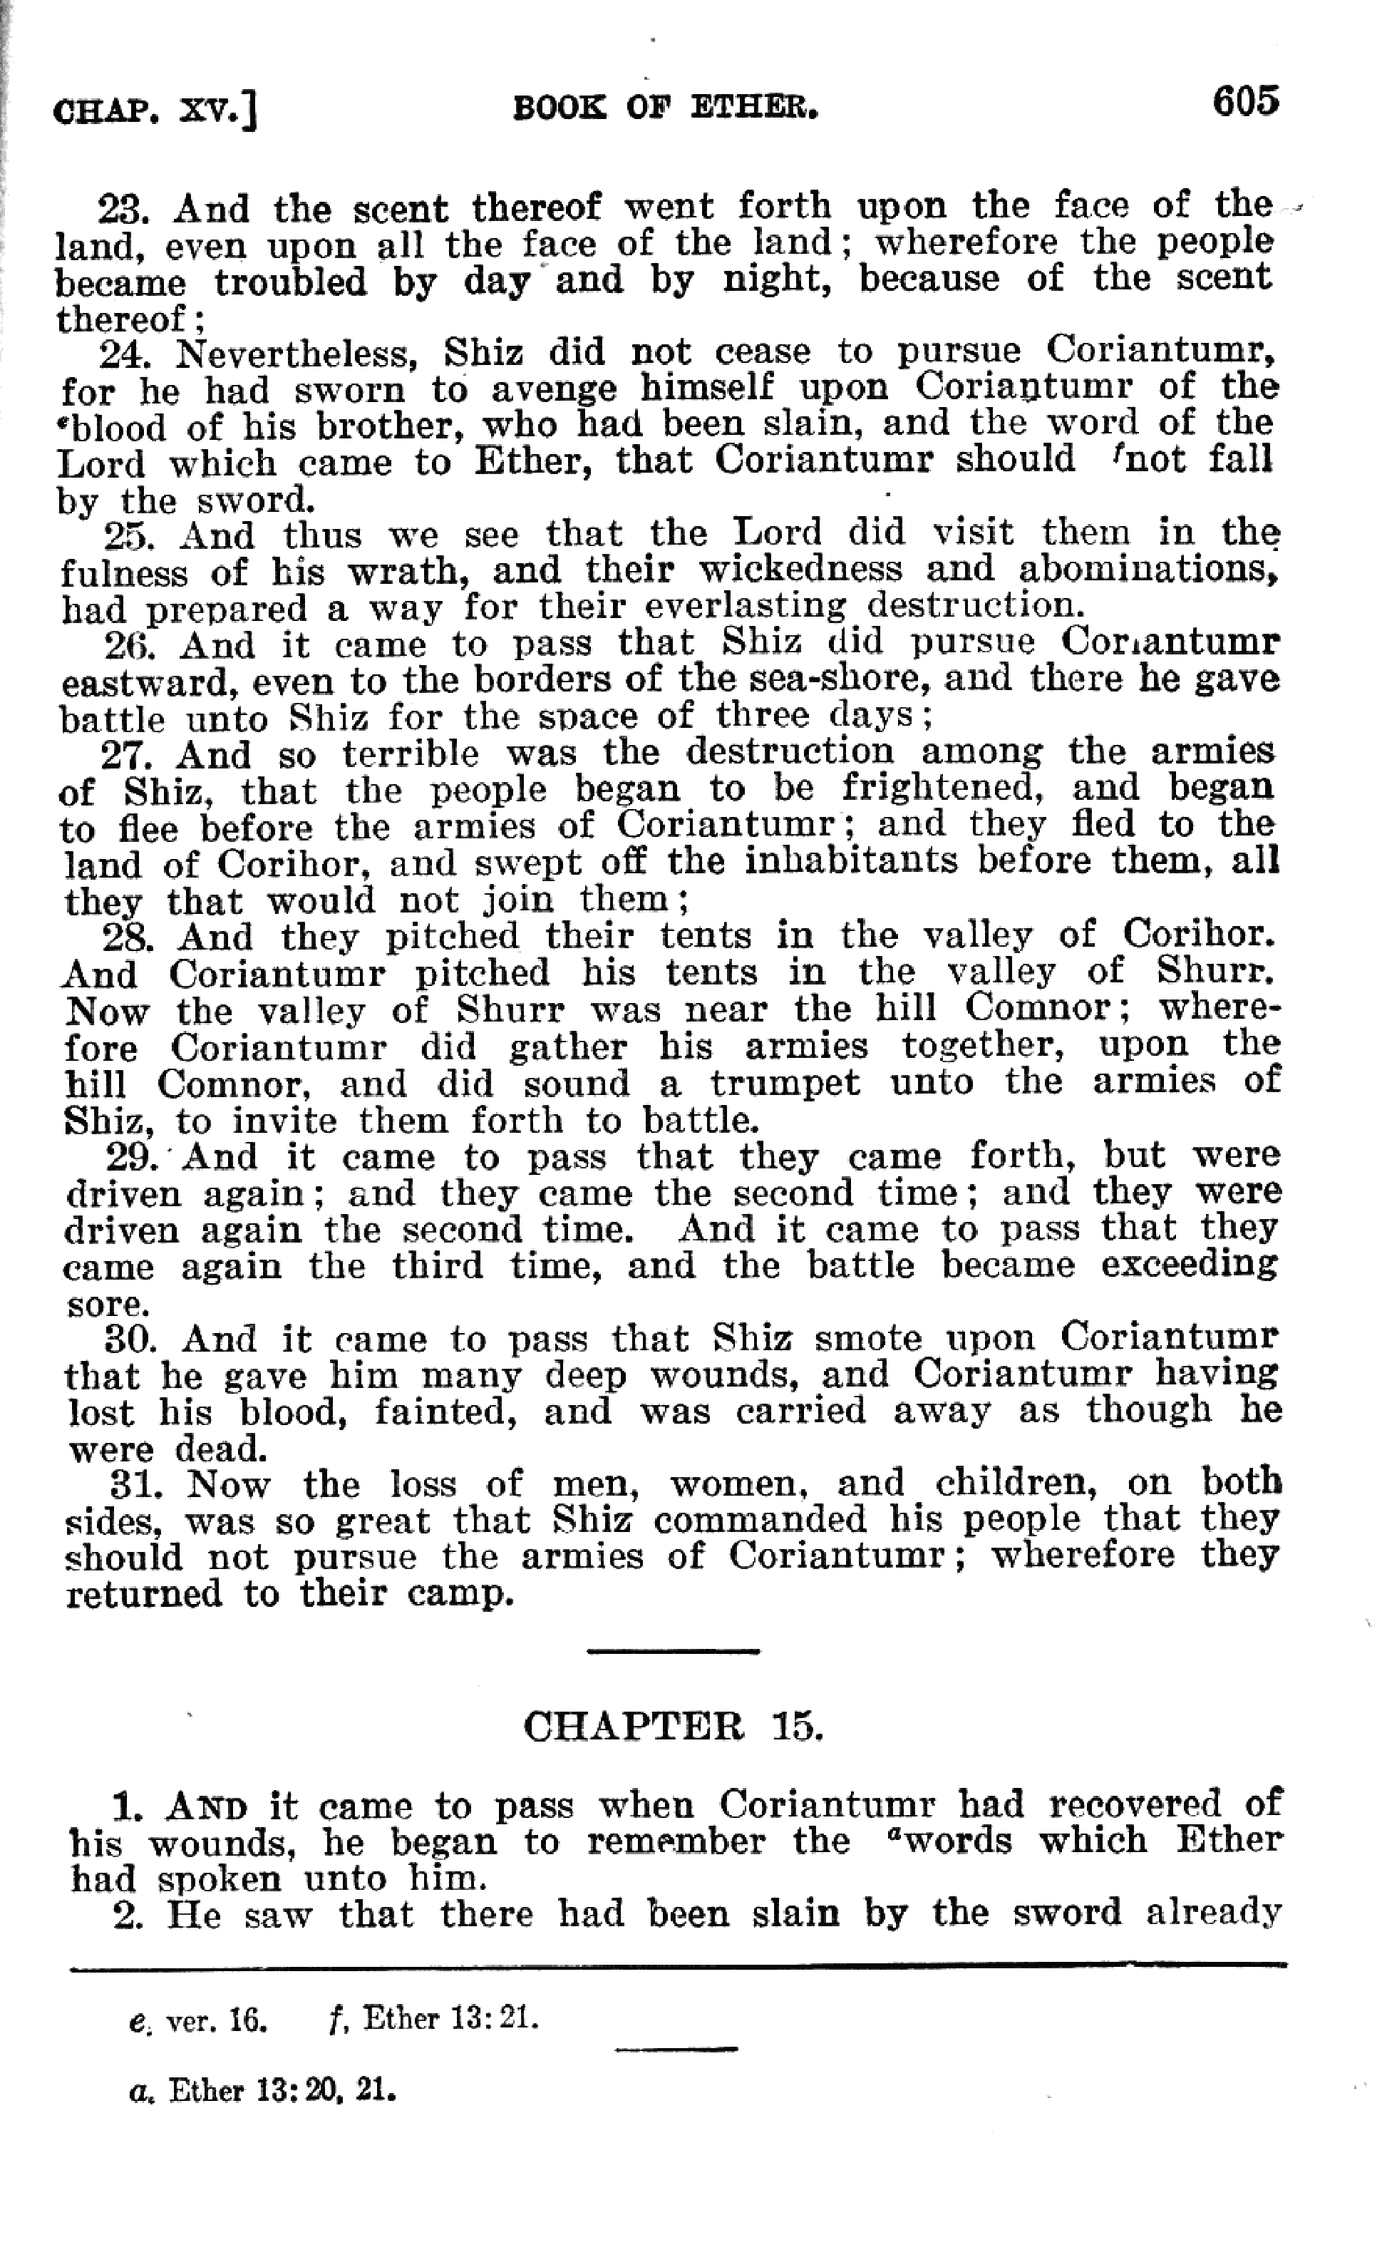 CHAP. XV.] BOOK OF ETHER. 605
23. And the scent thereof went forth upon the face of the
land, even upon all the face of the land; wherefore the people
became troubled by day and by night, because of the scent
thereof;
24. Nevertheless, Shiz did not cease to pursue Coriantumr,
for he had sworn to avenge himself upon Coriantumr of the
ᵉblood of his brother, who had been slain, and the word of the
Lord which came to Ether, that Coriantumr should ᶠnot fall
by the sword.
25. And thus we see that the Lord did visit them in the
fulness of his wrath, and their wickedness and abominations,
had prepared a way for their everlasting destruction.
26. And it came to pass that Shiz did pursue Coriantumr
eastward, even to the borders of the sea-shore, and there he gave
battle unto Shiz for the space of three days;
27. And so terrible was the destruction among the armies
of Shiz, that the people began to be frightened, and began
to flee before the armies of Coriantumr; and they fled to the
land of Corihor, and swept off the inhabitants before them, all
they that would not join them;
28. And they pitched their tents in the valley of Corihor.
And Coriantumr pitched his tents in the valley of Shurr.
Now the valley of Shurr was near the hill Comnor; where-
fore Coriantumr did gather his armies together, upon the
hill Comnor, and did sound a trumpet unto the armies of
Shiz, to invite them forth to battle.
29. And it came to pass that they came forth, but were
driven again; and they came the second time; and they were
driven again the second time. And it came to pass that they
came again the third time, and the battle became exceeding
sore.
30. And it came to pass that Shiz smote upon Coriantumr
that he gave him many deep wounds, and Coriantumr having
lost his blood, fainted, and was carried away as though he
were dead.
31. Now the loss of men, women, and children, on both
sides, was so great that Shiz commanded his people that they
should not pursue the armies of Coriantumr; wherefore they
returned to their camp.
CHAPTER 15.
1. AND it came to pass when Coriantumr had recovered of
his wounds, he began to remember the ᵃwords which Ether
had spoken unto him.
2. He saw that there had been slain by the sword already
e. ver. 16. f, Ether 13:21.
a. Ether 13:20, 21.